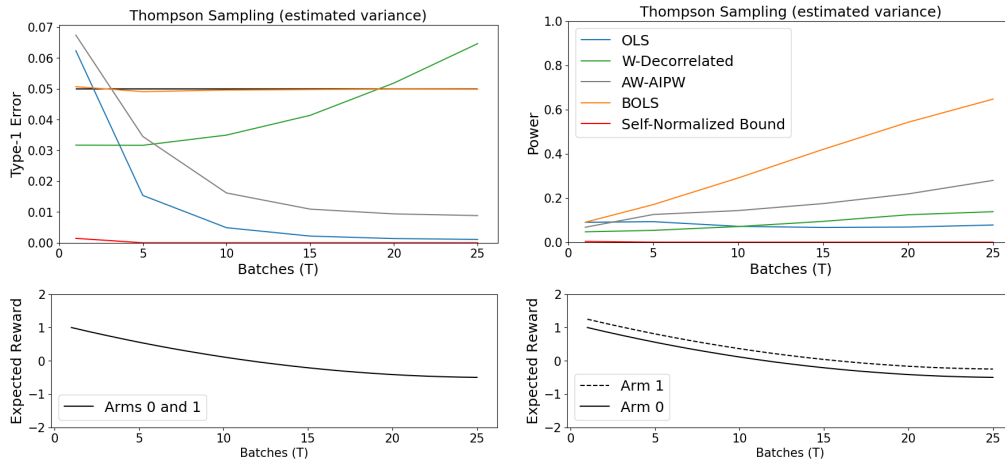 Thompson Sampling (estimated variance)
Type-1 Error
0.07
0.06
0.05
0.04
0.03
0.02
0.01
0.00
0 5 10 15 20 25
Batches (T)
Thompson Sampling (estimated variance)
Power
1.0
0.8
0.6
0.4
0.2
0.0
OLS
W-Decorrelated
AW-AIPW
BOLS
Self-Normalized Bound
0 5 10 15 20 25
Batches (T)
Expected Reward
2
1
0
−1
−2
Arms 0 and 1
0 5 10 15 20 25
Batches (T)
Expected Reward
2
1
0
−1
−2
Arm 1
Arm 0
0 5 10 15 20 25
Batches (T)